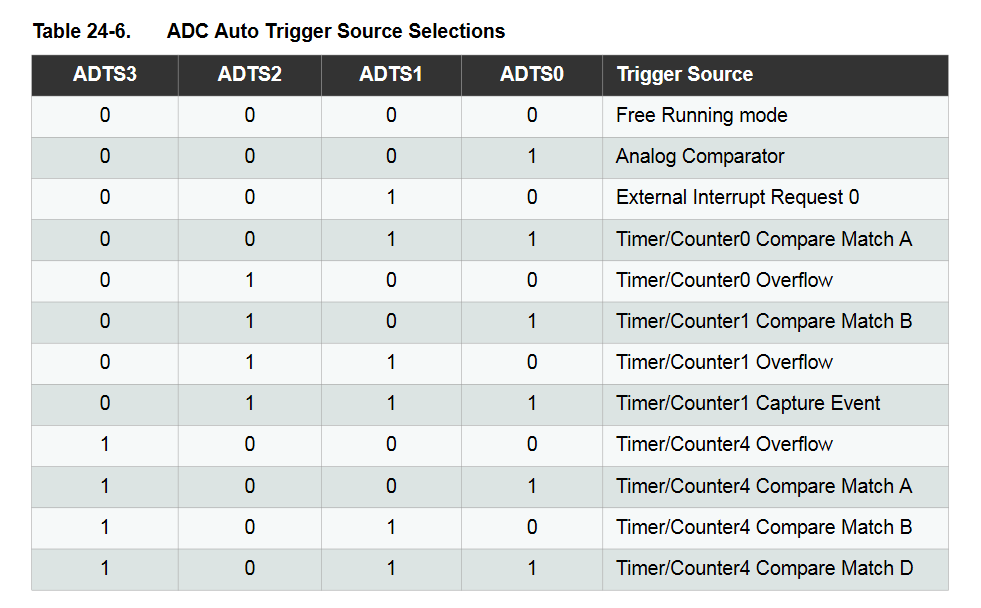 Table 24-6. ADC Auto Trigger Source Selections
ADTS3 ADTS2 ADTS1 ADTS0 Trigger Source
0 0 0 0 Free Running mode
0 0 0 1 Analog Comparator
0 0 1 0 External Interrupt Request 0
0 0 1 1 Timer/Counter0 Compare Match A
0 1 0 0 Timer/Counter0 Overflow
0 1 0 1 Timer/Counter1 Compare Match B
0 1 1 0 Timer/Counter1 Overflow
0 1 1 1 Timer/Counter1 Capture Event
1 0 0 0 Timer/Counter4 Overflow
1 0 0 1 Timer/Counter4 Compare Match A
1 0 1 0 Timer/Counter4 Compare Match B
1 0 1 1 Timer/Counter4 Compare Match D